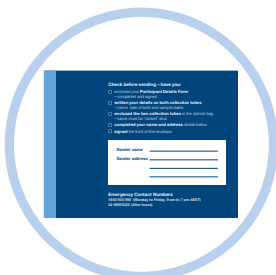 Check before sending – have you:
☐ enclosed your Participant Details Form
– completed and signed
☐ written your details on both collection tubes
– name, date of birth and sample dates
☐ enclosed the two collection tubes in the ziplock bag
– tubes must be 'clicked' shut
☐ completed your name and address details below
☐ signed the front of this envelope
Sender name
Sender address
Emergency Contact Numbers
(Monday to Friday, 9 am to 7 pm AEST)
(After hours)